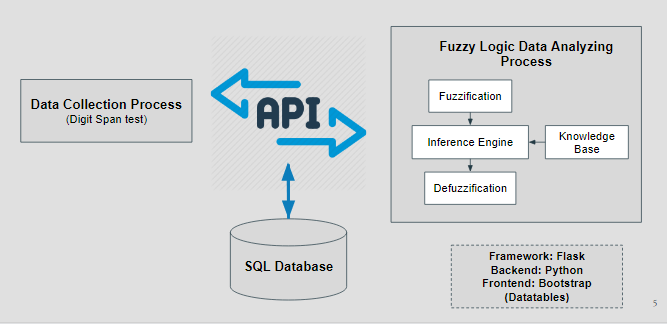 Data Collection Process
(Digit Span test)
API
SQL Database
Fuzzy Logic Data Analyzing
Process
Fuzzification
Inference Engine
Knowledge
Base
Defuzzification
Framework: Flask
Backend: Python
Frontend: Bootstrap
(Datatables)
5